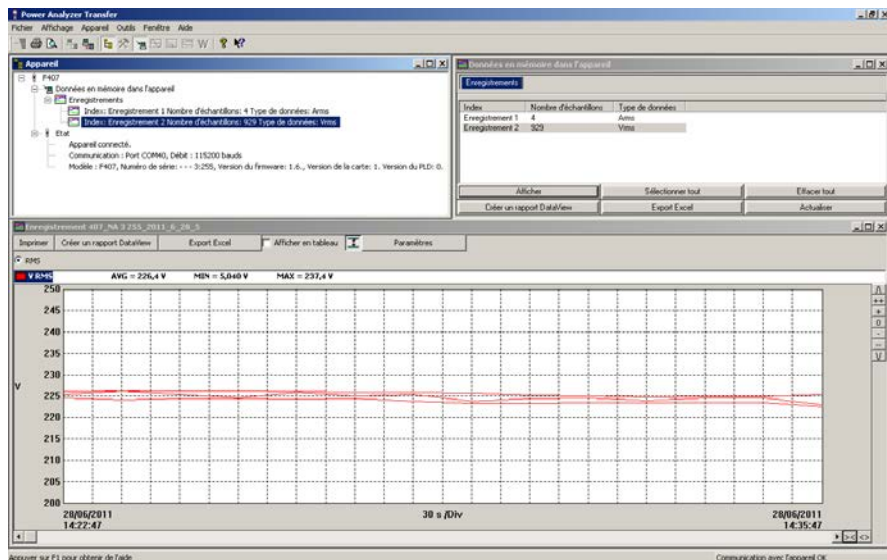 Power Analyzer Transfer
Fichier Affichage Appareil Outils Fenêtre Aide
W
Appareil
F407
Données en mémoire dans l'appareil
Enregistrements
Index: Enregistrement 1 Nombre d'échantillons: 4 Type de données: Arms
Index: Enregistrement 2 Nombre d'échantillons: 929 Type de données: Vrms
Etat
Appareil connecté.
Communication : Port COM40, Débit : 115200 bauds
Modèle : F407, Numéro de série: - - - 3:255, Version du firmware: 1.6., Version de la carte: 1. Version du PLD: 0.
Données en mémoire dans l'appareil
Enregistrements
Index Nombre d'échantillons Type de données
Enregistrement 1 4 Arms
Enregistrement 2 929 Vrms
Afficher Sélectionner tout Effacer tout
Créer un rapport DataView Export Excel Actualiser
Enregistrement 407_NA 3 255_2011_6_28_5
Imprimer Créer un rapport DataView Export Excel Afficher en tableau Paramètres
RMS
V RMS AVG = 226,4 V MIN = 5,040 V MAX = 237,4 V
250
245
240
235
230
V
225
220
215
210
205
200
28/06/2011 30 s /Div 28/06/2011
14:22:47 14:35:47
Appuyer sur F1 pour obtenir de l'aide Communication avec l'appareil OK